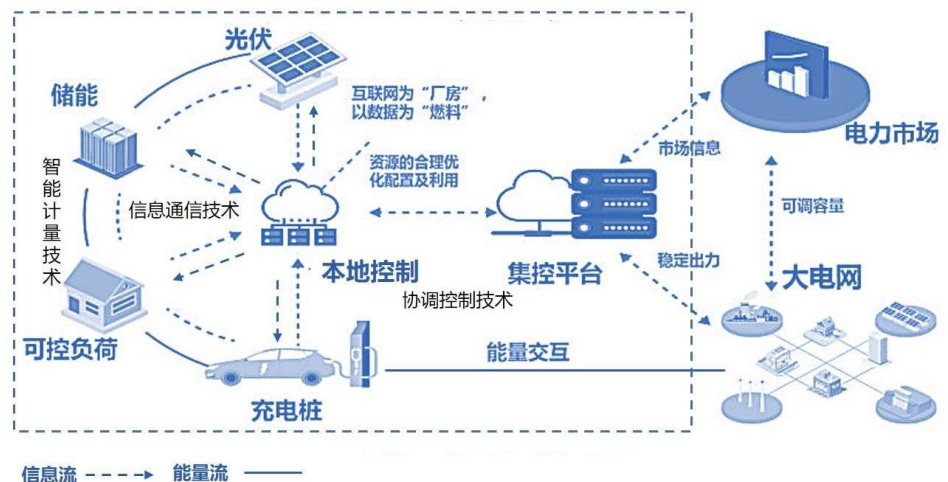 光伏
储能
互联网为“厂房”，
以数据为“燃料”
电力市场
市场信息
资源的合理优
化配置及利用
智能计量技术
信息通信技术
可调容量
本地控制
集控平台
稳定出力
大电网
协调控制技术
可控负荷
能量交互
充电桩
信息流
能量流